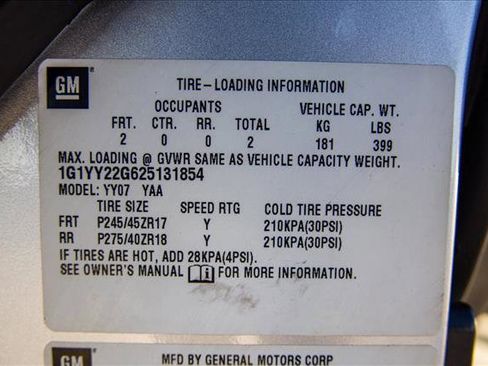 GM
TIRE-LOADING INFORMATION
OCCUPANTS VEHICLE CAP. WT.
FRT. CTR. RR. TOTAL KG LBS
2 0 0 2 181 399
MAX. LOADING @ GVWR SAME AS VEHICLE CAPACITY WEIGHT.
1G1YY22G625131854
MODEL: YY07 YAA
TIRE SIZE SPEED RTG COLD TIRE PRESSURE
FRT P245/45ZR17 Y 210KPA(30PSI)
RR P275/40ZR18 Y 210KPA(30PSI)
IF TIRES ARE HOT, ADD 28KPA(4PSI).
SEE OWNER'S MANUAL FOR MORE INFORMATION.
GM
MFD BY GENERAL MOTORS CORP